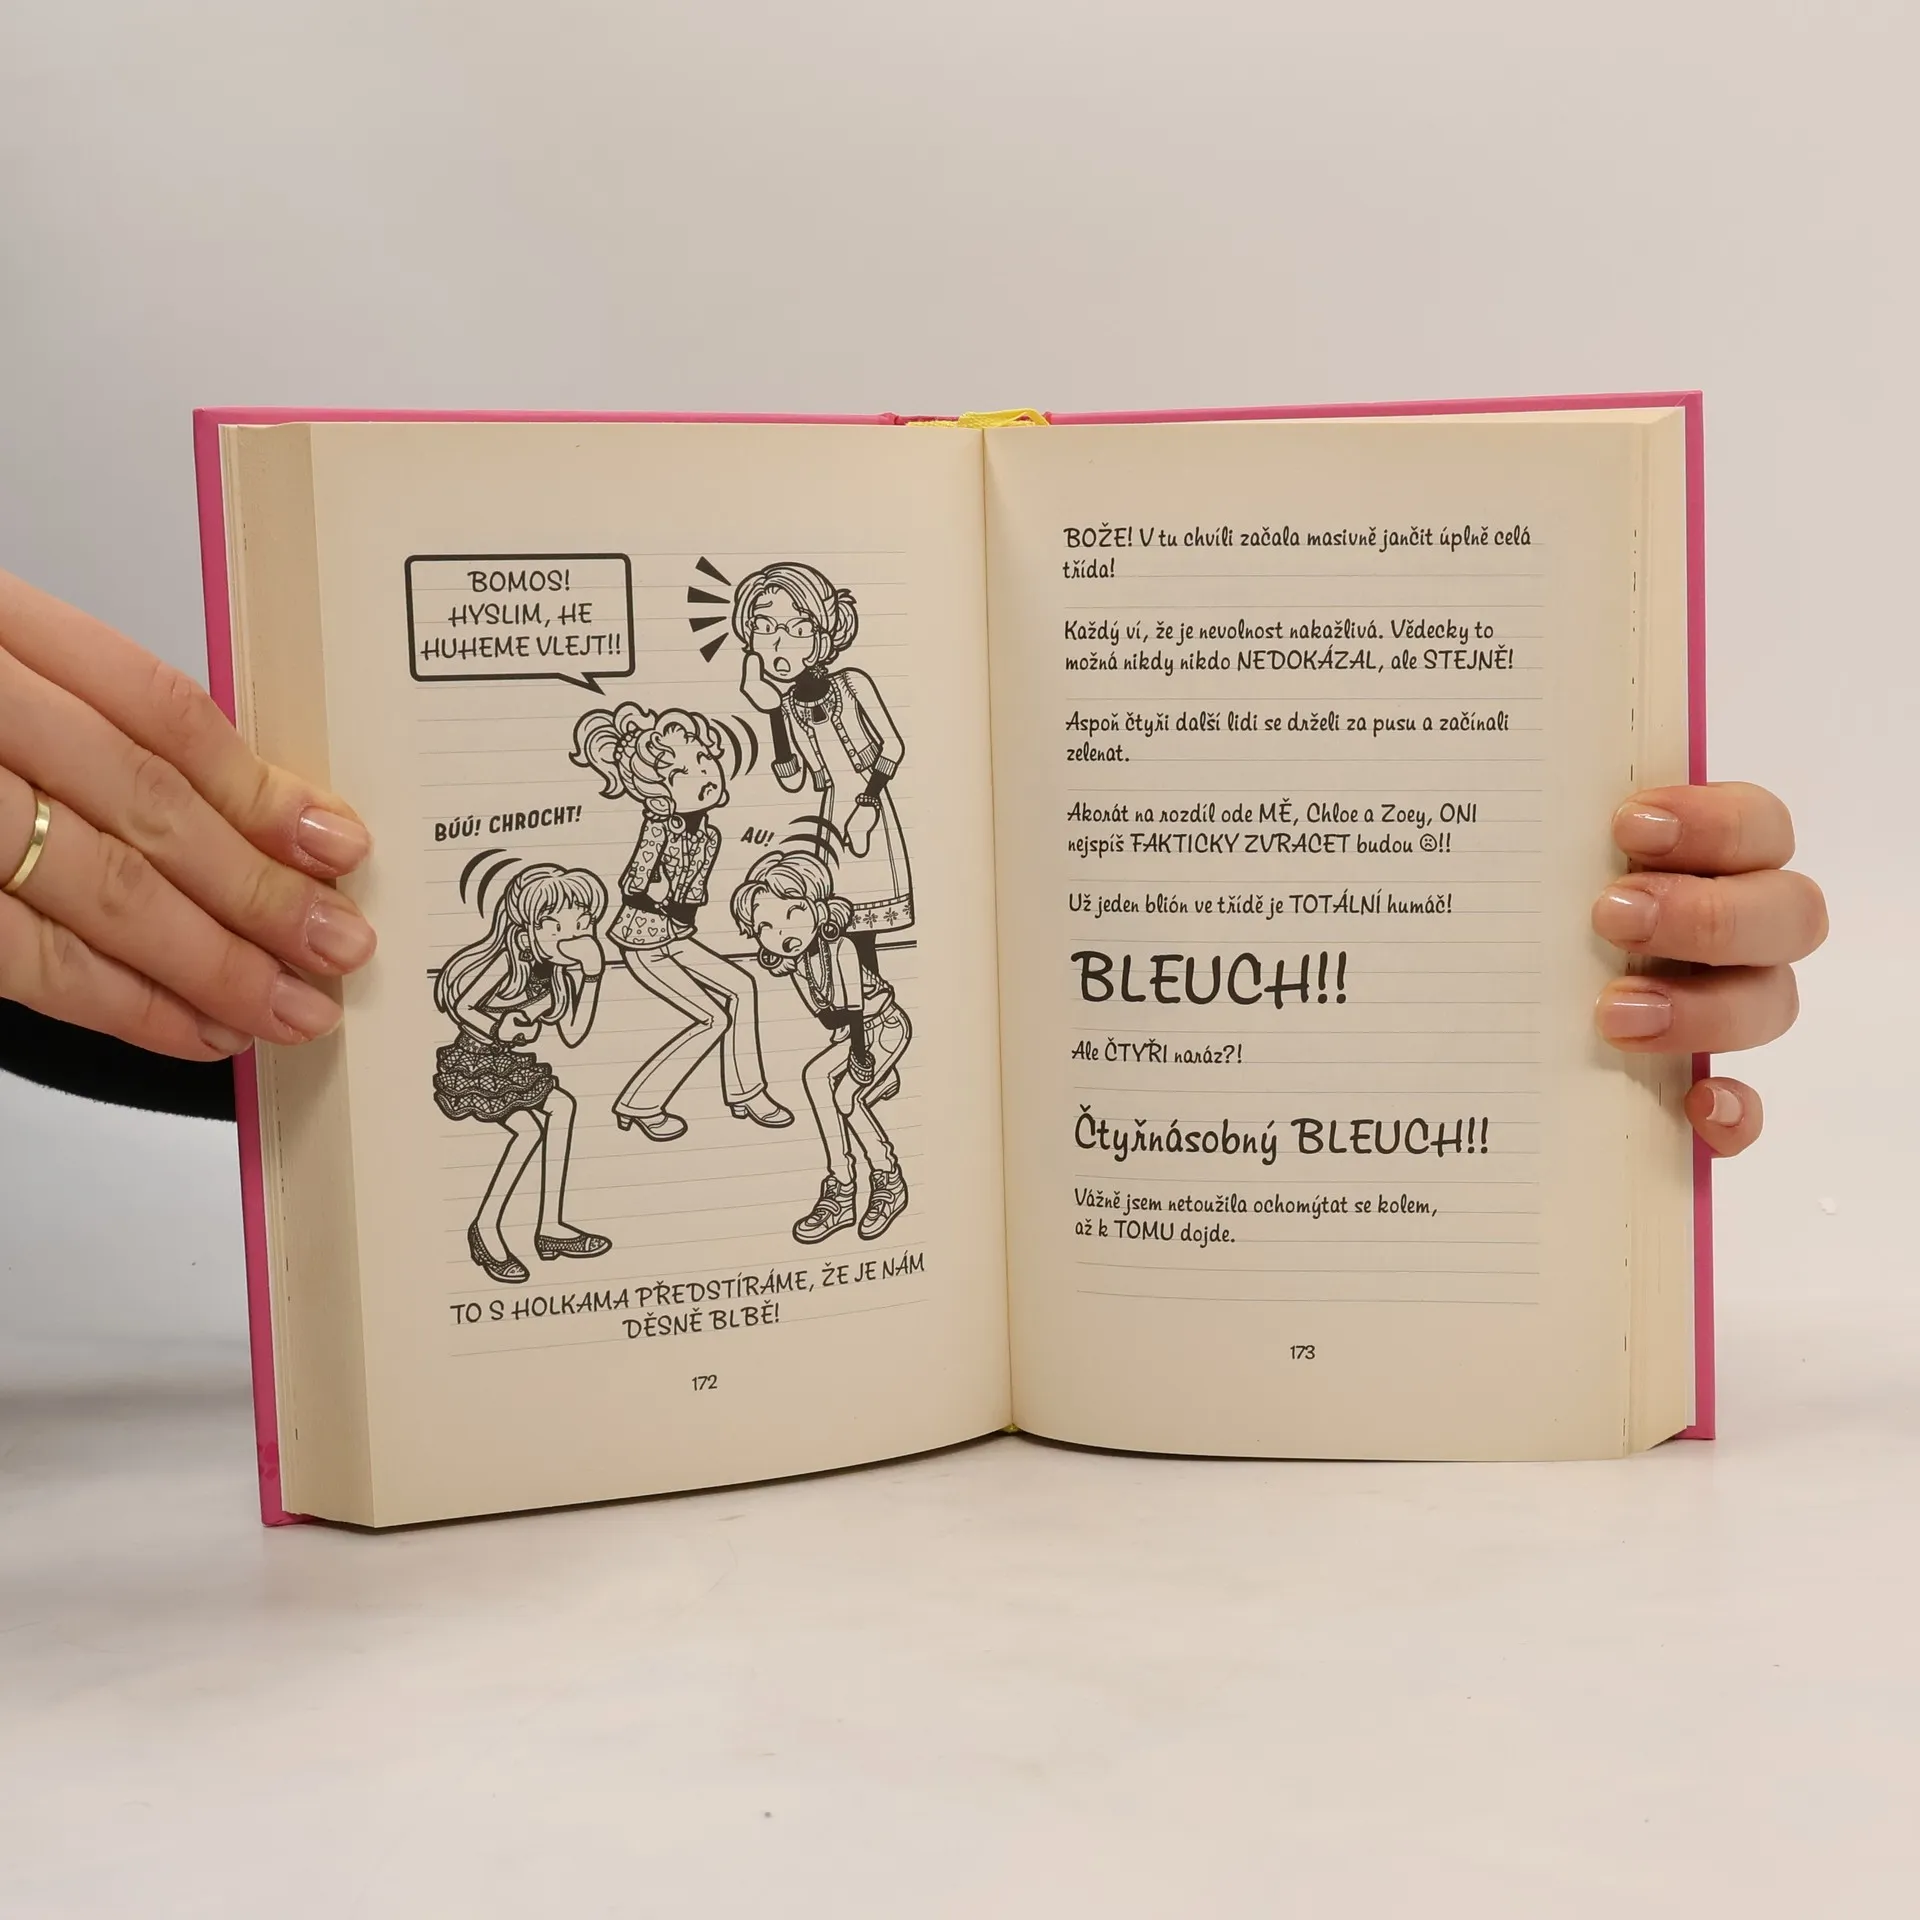 BOMOS!
HYSLIM, HE
HUHEME VLEJT!!
BÚÚ! CHROCHT!
AU!
TO S HOLKAMA PŘEDSTÍRÁME, ŽE JE NÁM
DĚSNĚ BLBĚ!
172
BOŽE! V tu chvíli začala masivně jančit úplně celá
třída!
Každý ví, že je nevolnost nakažlivá. Vědecky to
možná nikdy nikdo NEDOKÁZAL, ale STEJNĚ!
Aspoň čtyři další lidi se drželi za pusu a začínali
zelenat.
Akorát na rozdíl ode MĚ, Chloe a Zoey, ONI
nejspíš FAKTICKY ZVRACET budou ☹!!
Už jeden blión ve třídě je TOTÁLNÍ humáč!
BLEUCH!!
Ale ČTYŘI naráz?!
Čtyřnásobný BLEUCH!!
Vážně jsem netoužila ochomýtat se kolem,
až k TOMU dojde.
173